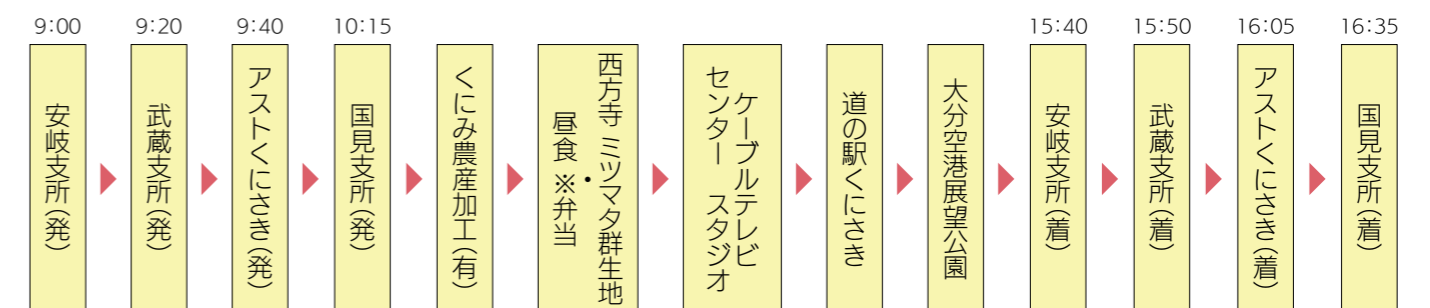 9:00
安岐支所(発)
9:20
武蔵支所(発)
9:40
アストくにさき(発)
10:15
国見支所(発)
くにみ農産加工(有)
西方寺 ミツマタ群生地・
昼食 ※弁当
ケーブルテレビ
センター スタジオ
道の駅くにさき
大分空港展望公園
15:40
安岐支所(着)
15:50
武蔵支所(着)
16:05
アストくにさき(着)
16:35
国見支所(着)